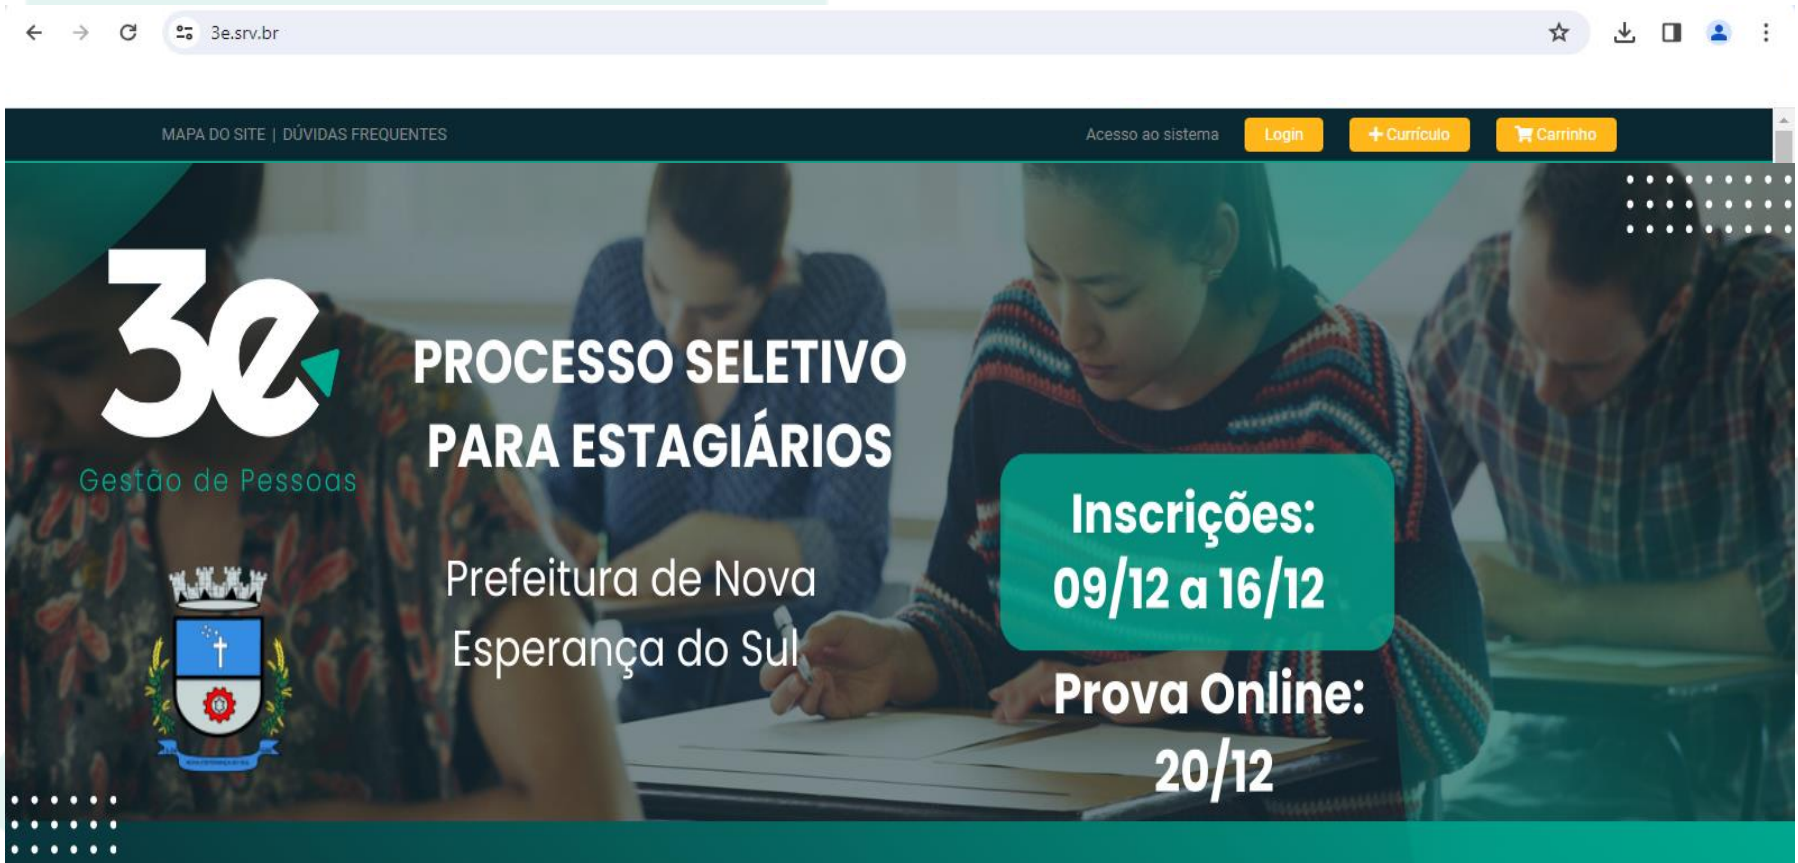 3e.srv.br
MAPA DO SITE | DÚVIDAS FREQUENTES
Acesso ao sistema
Login
+ Currículo
Carrinho
3e
Gestão de Pessoas
PROCESSO SELETIVO
PARA ESTAGIÁRIOS
Prefeitura de Nova
Esperança do Sul
Inscrições:
09/12 a 16/12
Prova Online:
20/12